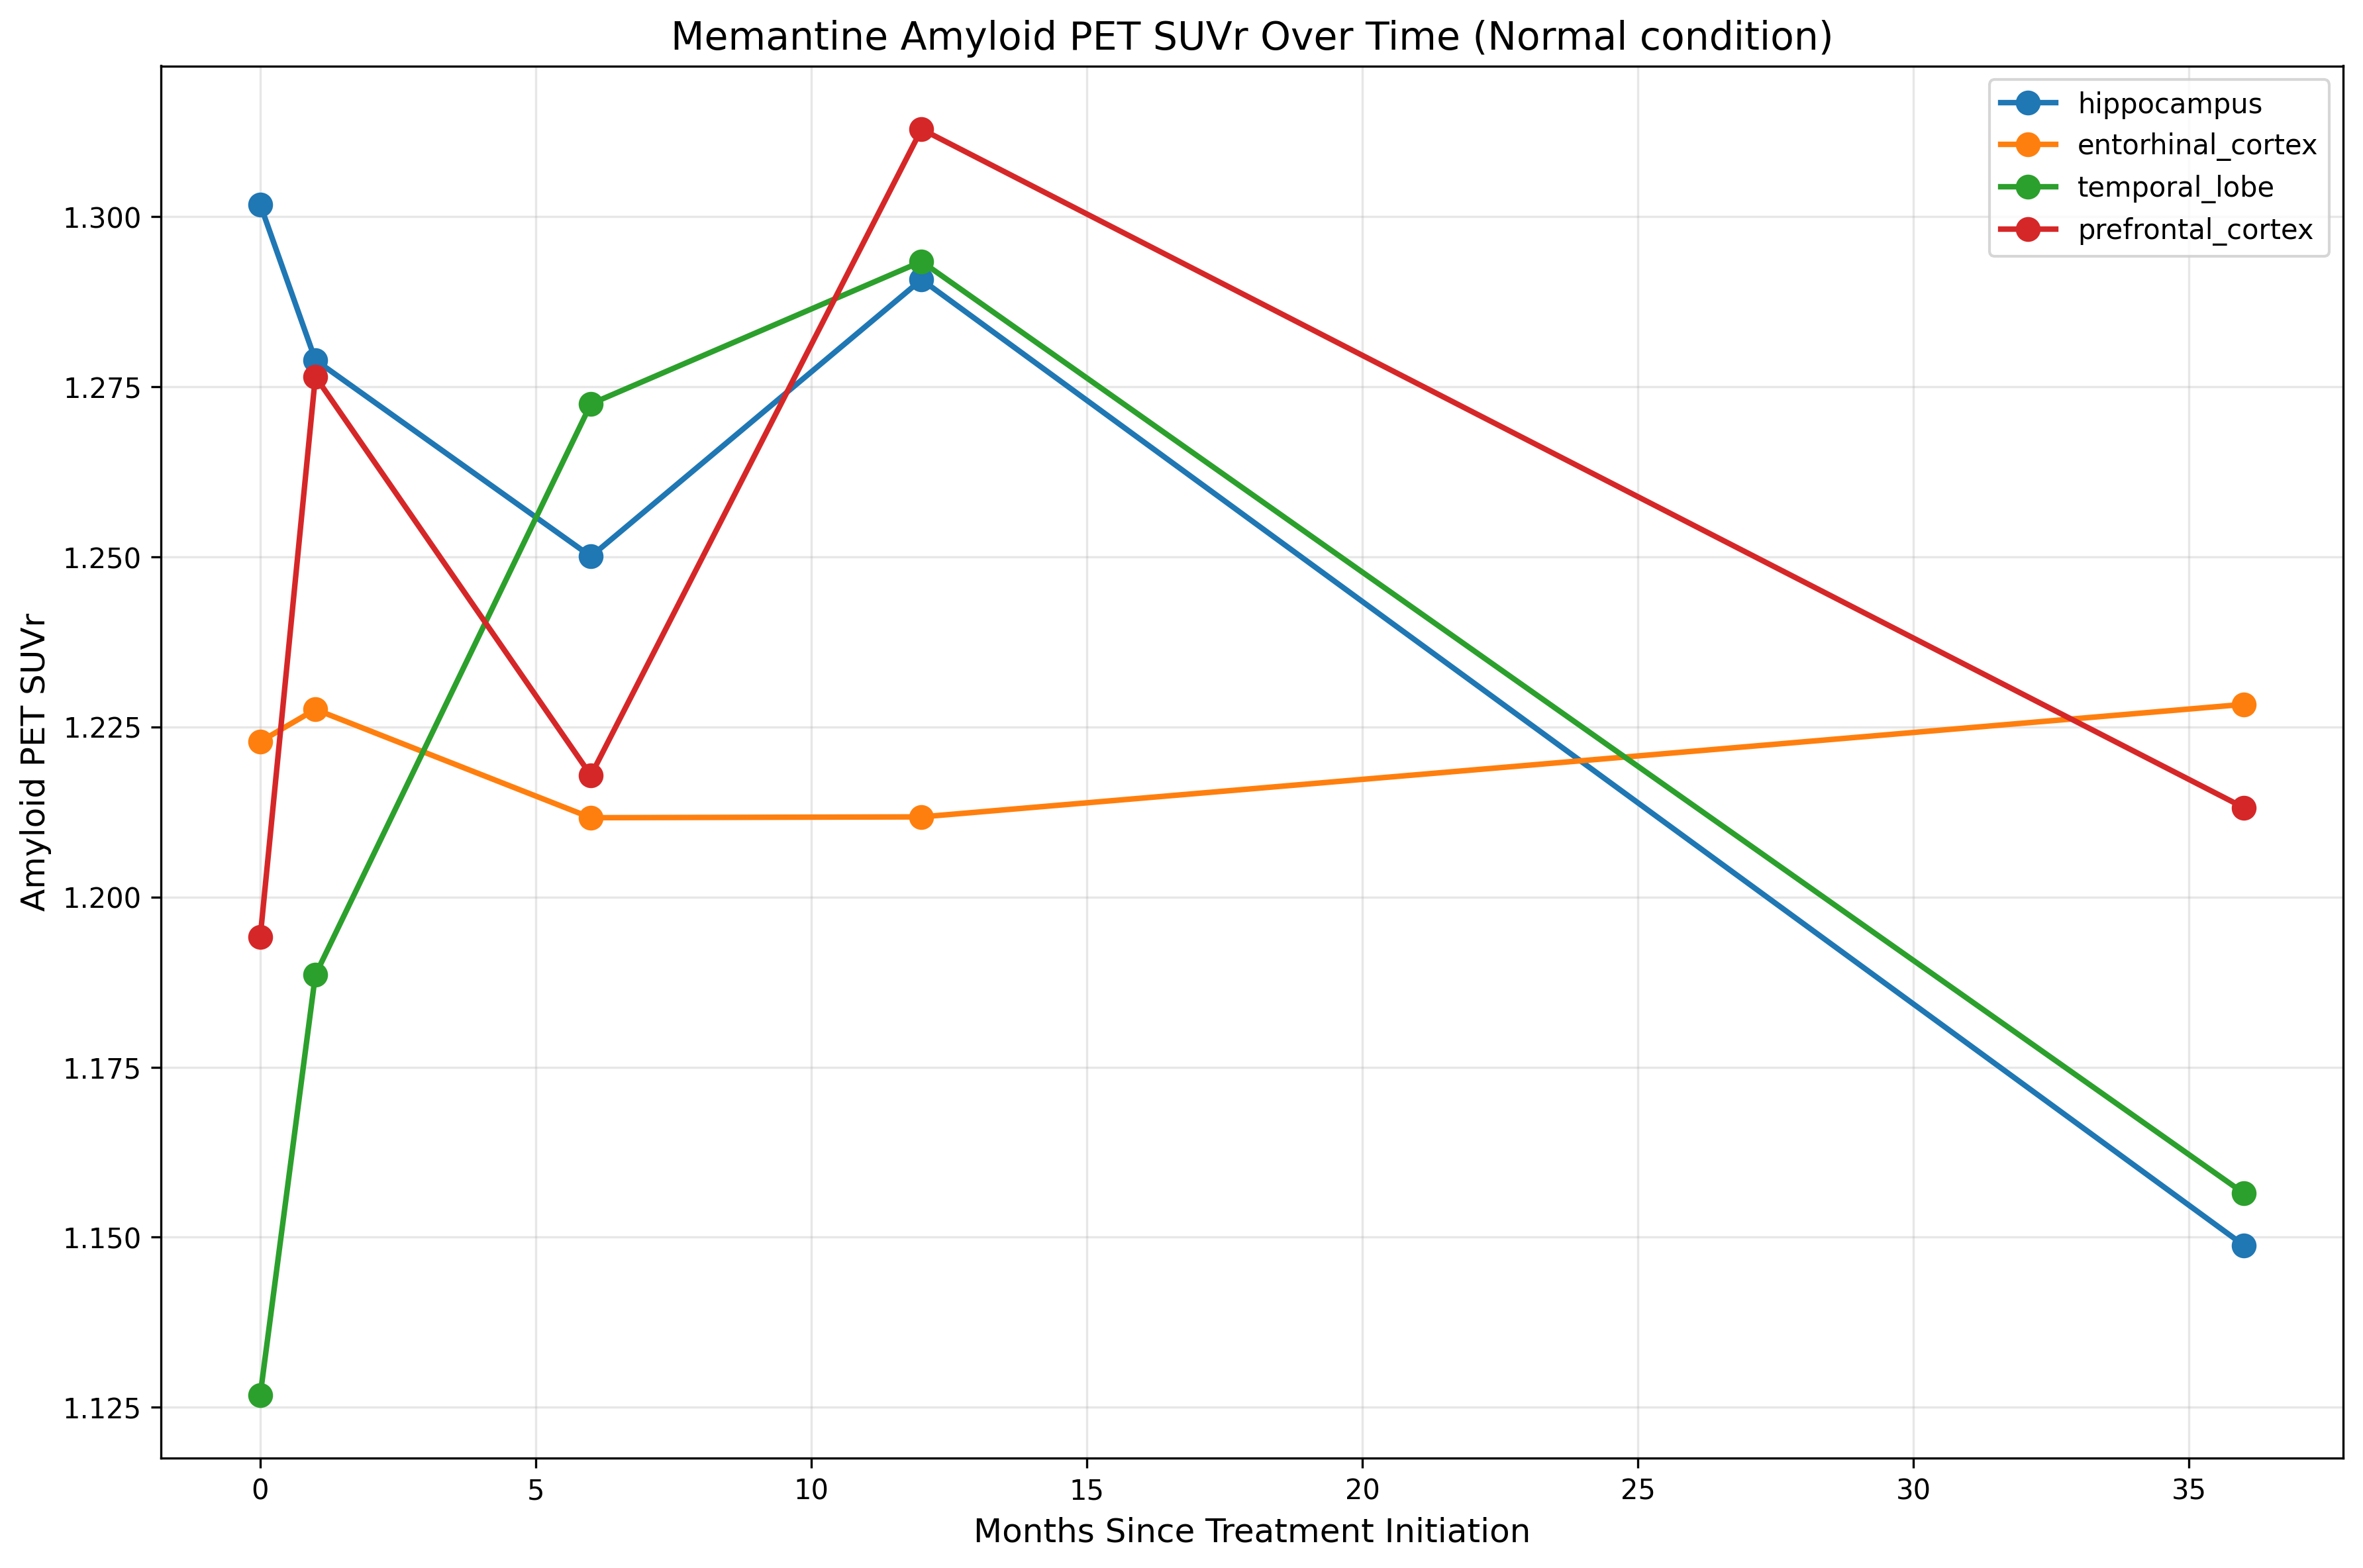 Memantine Amyloid PET SUVr Over Time (Normal condition)
hippocampus
entorhinal_cortex
temporal_lobe
prefrontal_cortex
1.300
1.275
1.250
1.225
1.200
1.175
1.150
1.125
Amyloid PET SUVr
0 5 10 15 20 25 30 35
Months Since Treatment Initiation